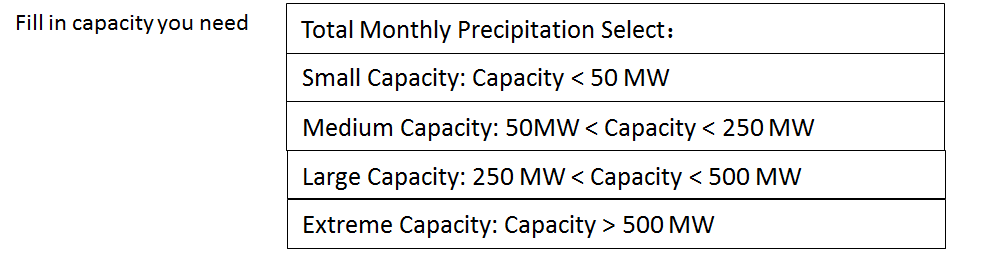 Fill in capacity you need
Total Monthly Precipitation Select：
Small Capacity: Capacity < 50 MW
Medium Capacity: 50MW < Capacity < 250 MW
Large Capacity: 250 MW < Capacity < 500 MW
Extreme Capacity: Capacity > 500 MW